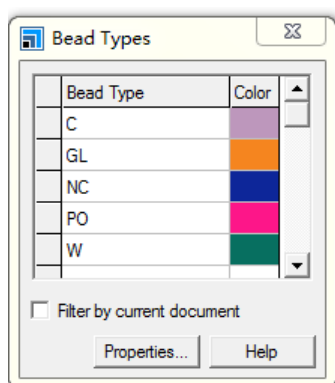 Bead Types
Bead Type Color
C
GL
NC
PO
W
Filter by current document
Properties... Help